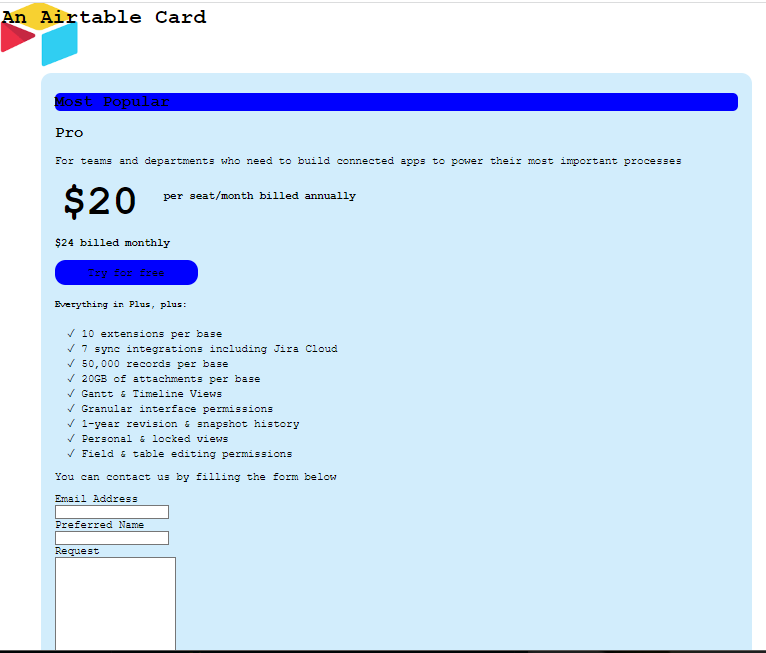 An Airtable Card
Most Popular
Pro
For teams and departments who need to build connected apps to power their most important processes
$20 per seat/month billed annually
$24 billed monthly
Try for free
Everything in Plus, plus:
✓ 10 extensions per base
✓ 7 sync integrations including Jira Cloud
✓ 50,000 records per base
✓ 20GB of attachments per base
✓ Gantt & Timeline Views
✓ Granular interface permissions
✓ 1-year revision & snapshot history
✓ Personal & locked views
✓ Field & table editing permissions
You can contact us by filling the form below
Email Address
Preferred Name
Request